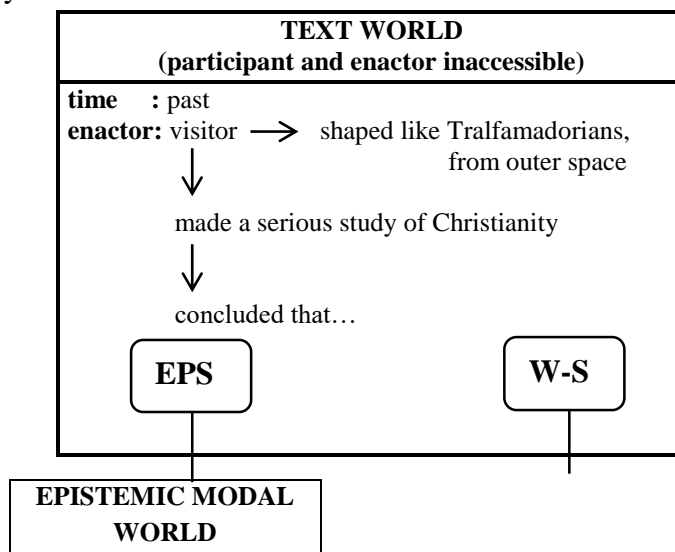 y
TEXT WORLD
(participant and enactor inaccessible)
time : past
enactor: visitor → shaped like Tralfamadorians,
from outer space
made a serious study of Christianity
concluded that…
EPS W-S
EPISTEMIC MODAL
WORLD